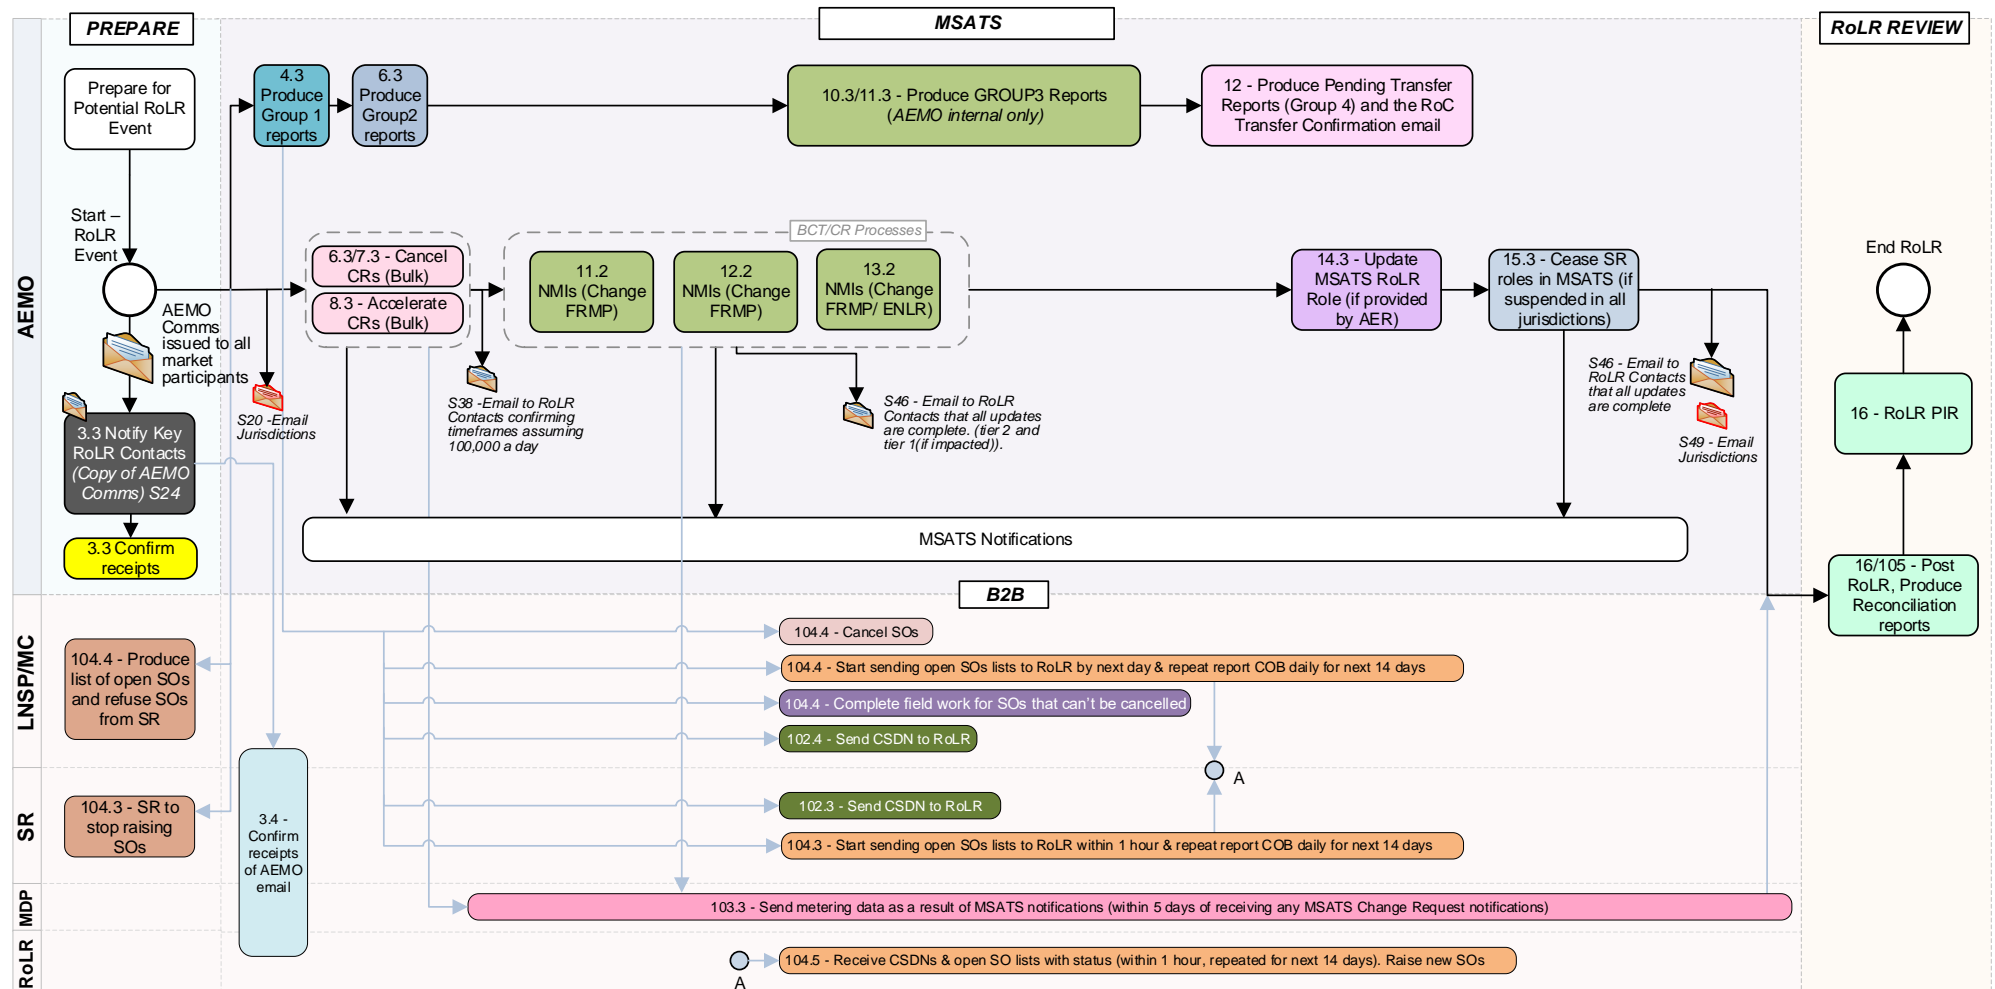 PREPARE
MSATS
RoLR REVIEW
AEMO
Prepare for
Potential RoLR
Event
4.3
Produce
Group 1
reports
6.3
Produce
Group2
reports
10.3/11.3 - Produce GROUP3 Reports
(AEMO internal only)
12 - Produce Pending Transfer
Reports (Group 4) and the RoC
Transfer Confirmation email
Start –
RoLR
Event
AEMO
Comms
issued to all
market
participants
6.3/7.3 - Cancel
CRs (Bulk)
8.3 - Accelerate
CRs (Bulk)
BCT/CR Processes
11.2
NMIs (Change
FRMP)
12.2
NMIs (Change
FRMP)
13.2
NMIs (Change
FRMP/ ENLR)
14.3 - Update
MSATS RoLR
Role (if provided
by AER)
15.3 - Cease SR
roles in MSATS (if
suspended in all
jurisdictions)
End RoLR
S20 -Email
Jurisdictions
S38 -Email to RoLR
Contacts confirming
timeframes assuming
100,000 a day
S46 - Email to RoLR
Contacts that all updates
are complete. (tier 2 and
tier 1(if impacted)).
S46 - Email to
RoLR Contacts
that all updates
are complete
S49 - Email
Jurisdictions
16 - RoLR PIR
3.3 Notify Key
RoLR Contacts
(Copy of AEMO
Comms) S24
3.3 Confirm
receipts
MSATS Notifications
16/105 - Post
RoLR, Produce
Reconciliation
reports
B2B
LNSP/MC
104.4 - Produce
list of open SOs
and refuse SOs
from SR
104.4 - Cancel SOs
104.4 - Start sending open SOs lists to RoLR by next day & repeat report COB daily for next 14 days
104.4 - Complete field work for SOs that can't be cancelled
102.4 - Send CSDN to RoLR
A
SR
104.3 - SR to
stop raising
SOs
3.4 -
Confirm
receipts
of AEMO
email
102.3 - Send CSDN to RoLR
104.3 - Start sending open SOs lists to RoLR within 1 hour & repeat report COB daily for next 14 days
MDP
103.3 - Send metering data as a result of MSATS notifications (within 5 days of receiving any MSATS Change Request notifications)
RoLR
A
104.5 - Receive CSDNs & open SO lists with status (within 1 hour, repeated for next 14 days). Raise new SOs